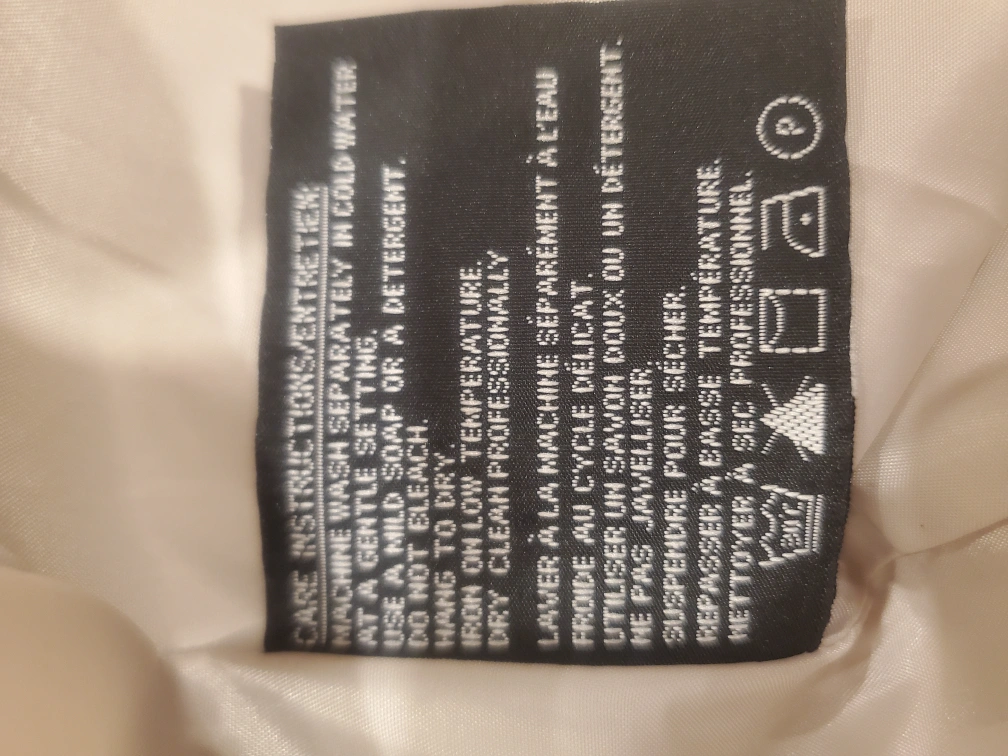 CARE INSTRUCTIONS/ENTRETIEN:
MACHINE WASH SEPARATELY IN COLD WATER
AT A GENTLE SETTING.
USE A MILD SOAP OR A DETERGENT.
DO NOT BLEACH.
HANG TO DRY.
IRON ON LOW TEMPERATURE.
DRY CLEAN PROFESSIONALLY
LAVER À LA MACHINE SÉPARÉMENT À L'EAU
FROIDE AU CYCLE DÉLICAT.
UTILISER UN SAVON DOUX OU UN DÉTERGENT.
NE PAS JAVELLISER.
SUSPENDRE POUR SÉCHER.
REPASSER À BASSE TEMPÉRATURE.
NETTOYER À SEC PROFESSIONNEL.
30°C P